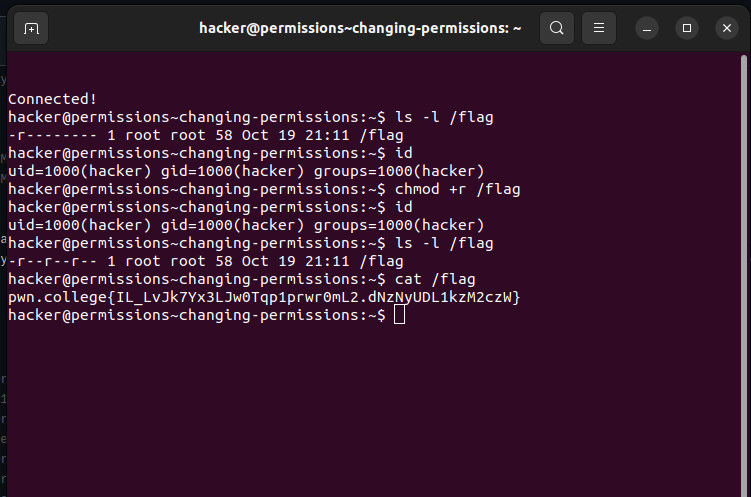 hacker@permissions~changing-permissions: ~
Connected!
hacker@permissions~changing-permissions:~$ ls -l /flag
-r-------- 1 root root 58 Oct 19 21:11 /flag
hacker@permissions~changing-permissions:~$ id
uid=1000(hacker) gid=1000(hacker) groups=1000(hacker)
hacker@permissions~changing-permissions:~$ chmod +r /flag
hacker@permissions~changing-permissions:~$ id
uid=1000(hacker) gid=1000(hacker) groups=1000(hacker)
hacker@permissions~changing-permissions:~$ ls -l /flag
-r--r--r-- 1 root root 58 Oct 19 21:11 /flag
hacker@permissions~changing-permissions:~$ cat /flag
pwn.college{IL_LvJk7Yx3LJw0Tqp1prwr0mL2.dNzNyUDL1kzM2czW}
hacker@permissions~changing-permissions:~$